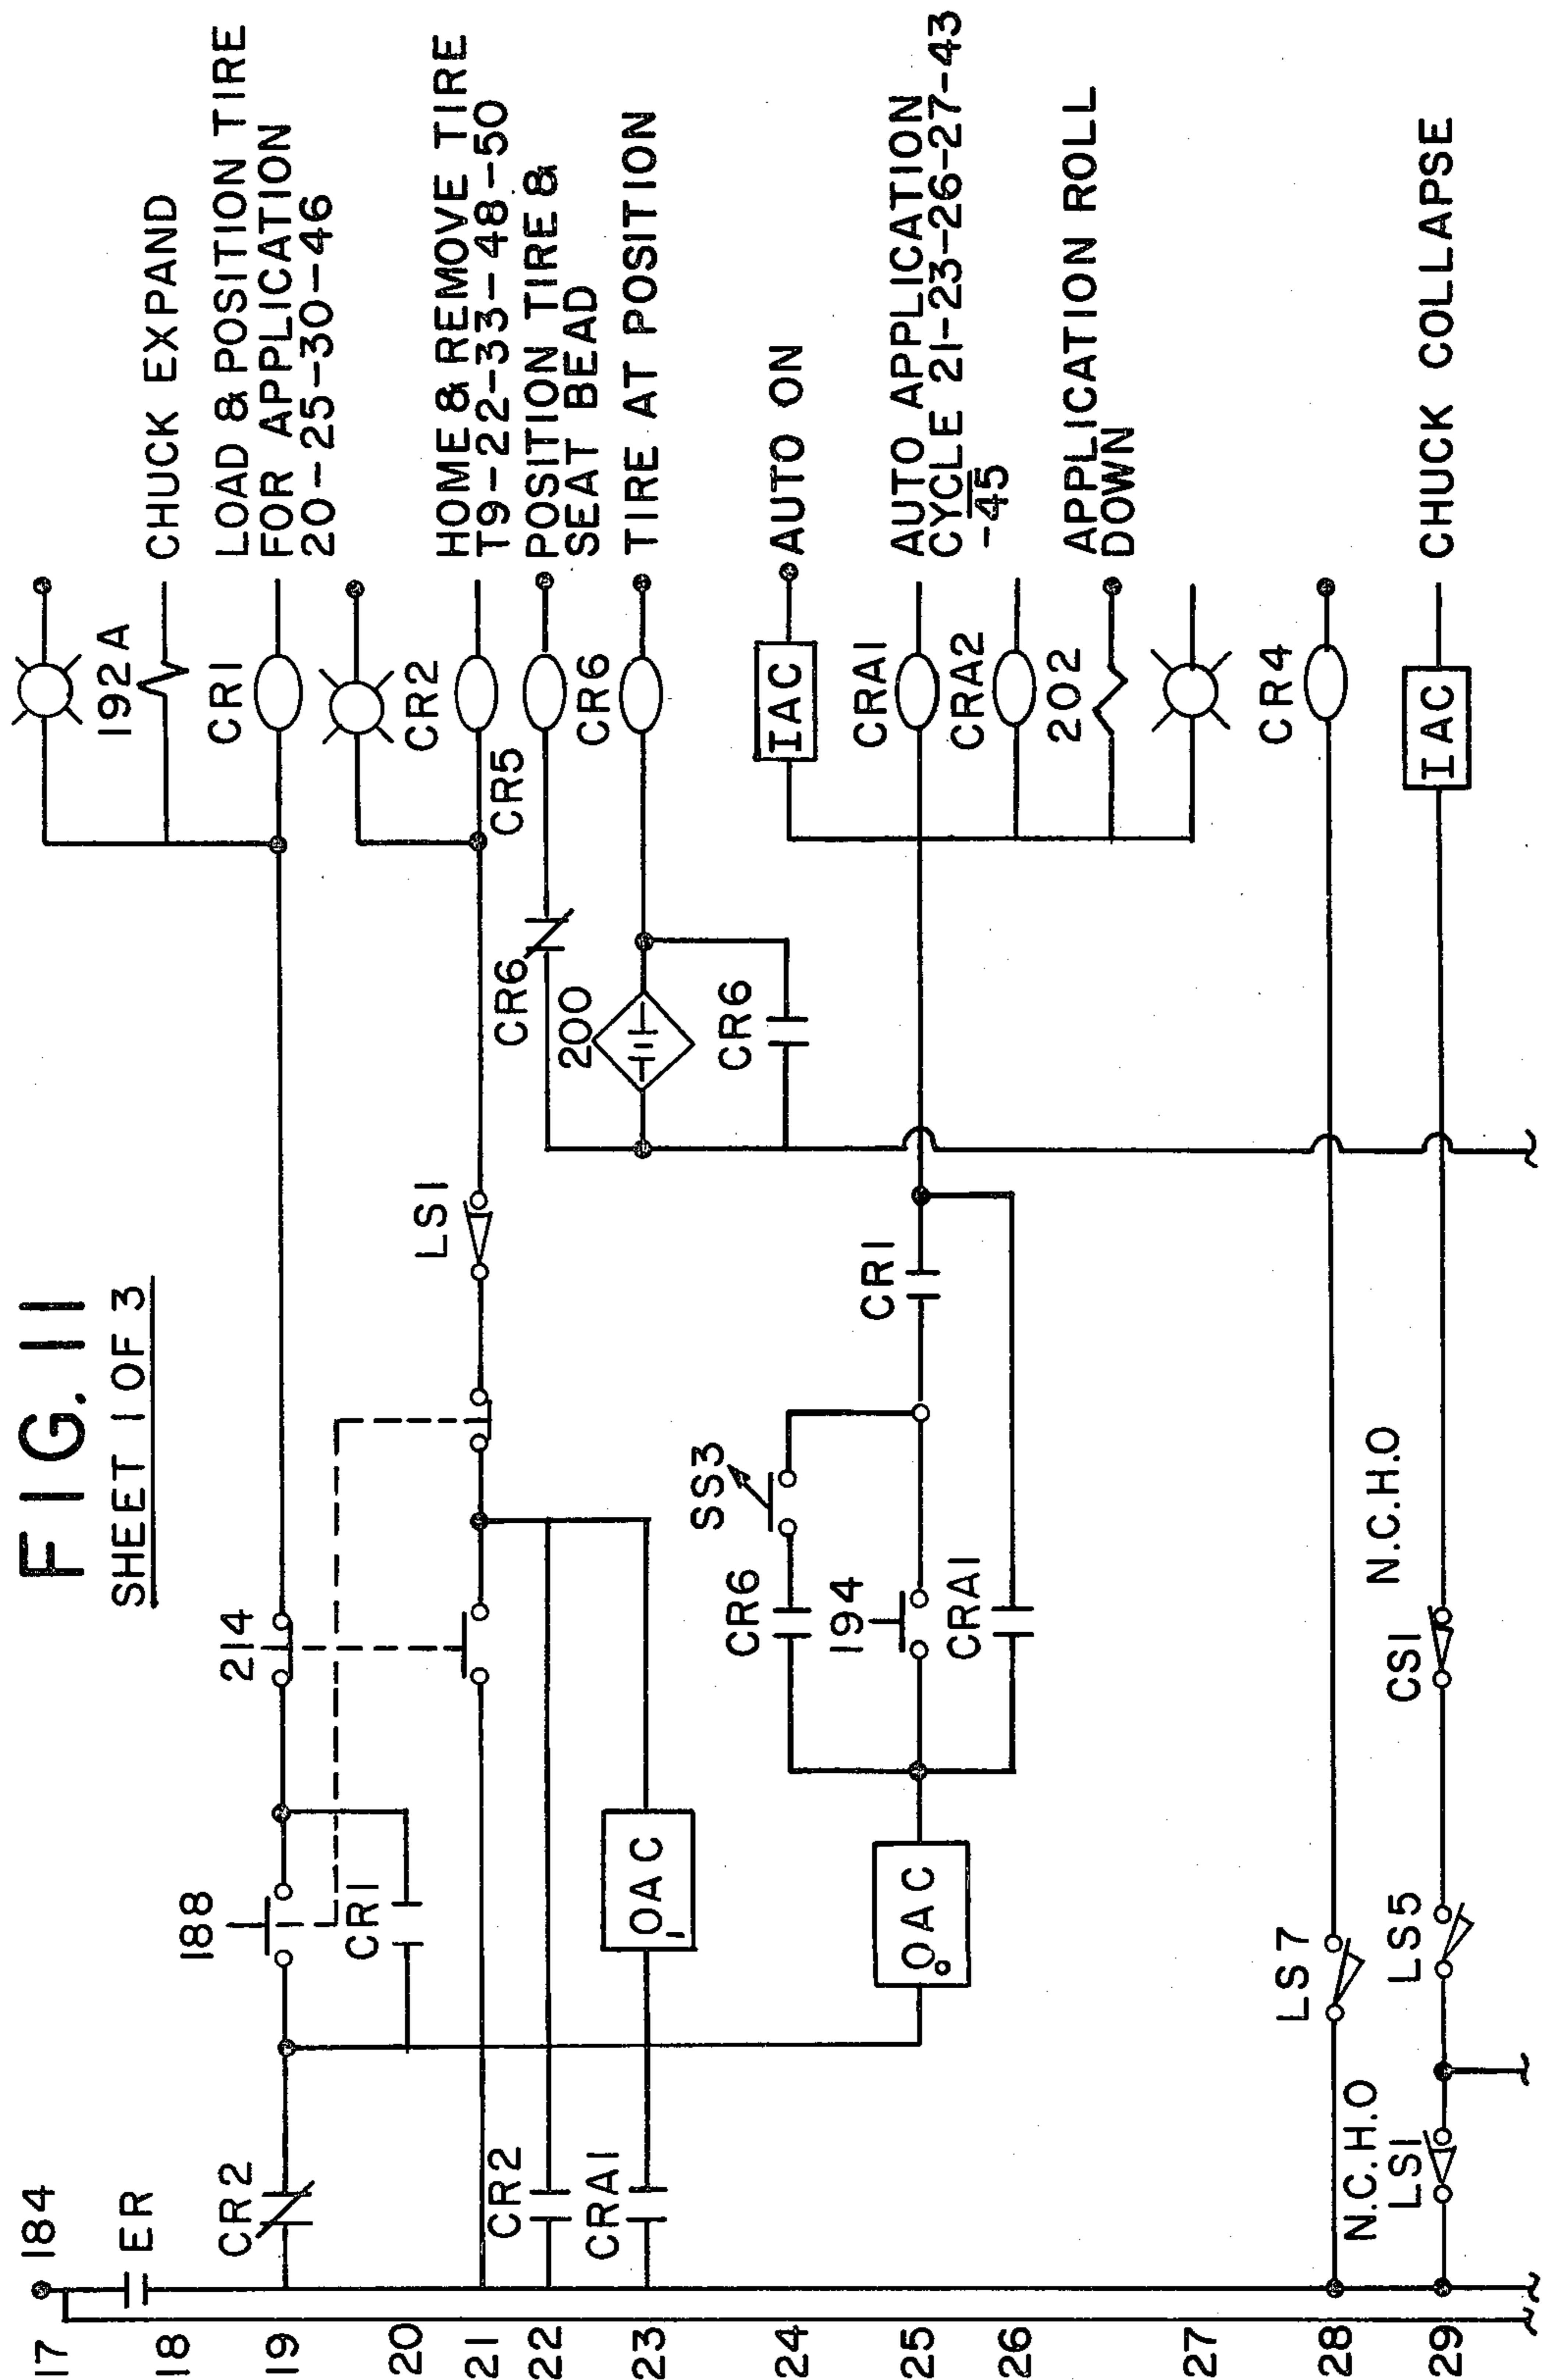 FIG. 11
SHEET 1 OF 3
17
184
18
ER
192A
CHUCK EXPAND
19
CR2
188
214
CR1
LOAD & POSITION TIRE
FOR APPLICATION
20-25-30-46
20
CR1
21
LS1
CR2
HOME & REMOVE TIRE
T9-22-33-48-50
22
CR2
CR6
CR5
POSITION TIRE &
SEAT BEAD
23
CRA1
OAC
1
200
CR6
TIRE AT POSITION
24
CR6
SS3
CR6
IAC
AUTO ON
25
OAC
O
194
CR1
CRA1
AUTO APPLICATION
CYCLE 21-23-26-27-43
-45
26
CRA1
CRA2
202
APPLICATION ROLL
DOWN
27
28
LS7
CR4
29
N.C.H.O
LS1
LS5
CS1
N.C.H.O
IAC
CHUCK COLLAPSE